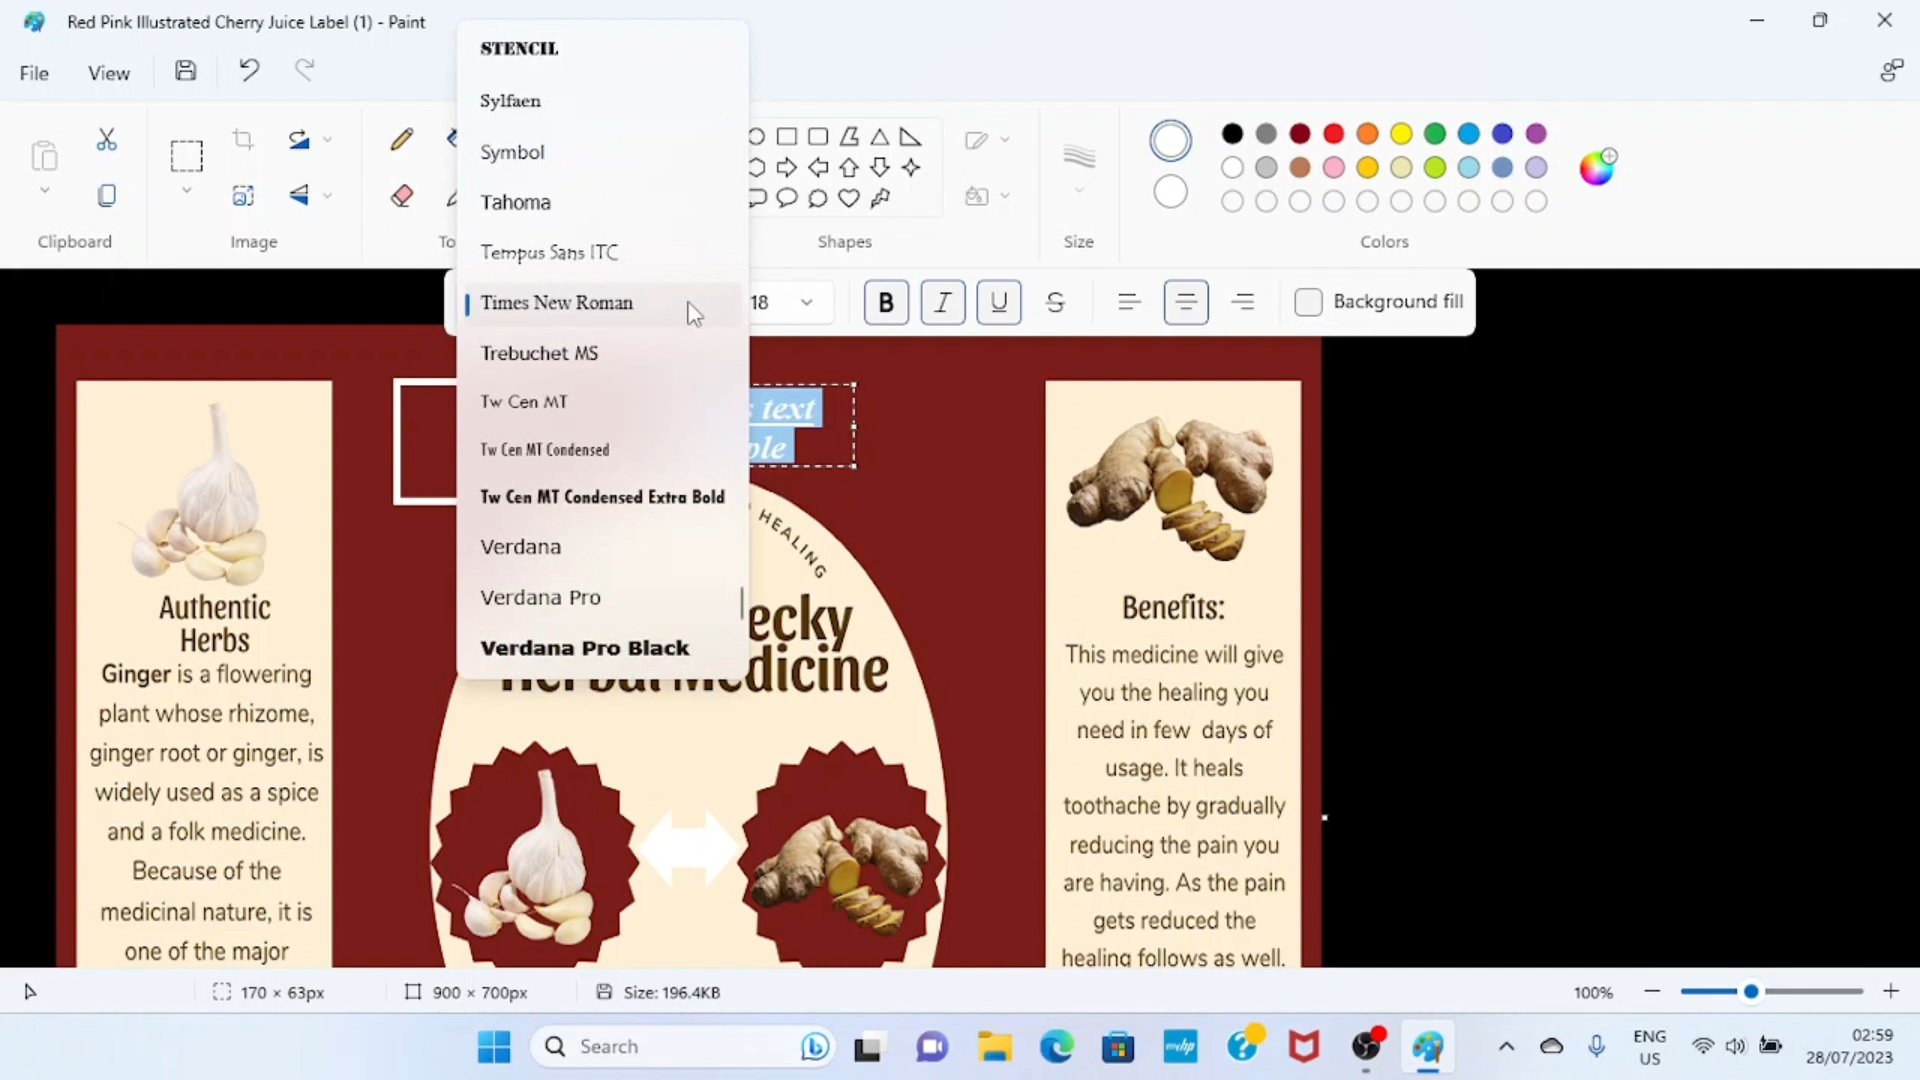 Red Pink Illustrated Cherry Juice Label (1) - Paint
File
View
Clipboard
Image
Shapes
Size
Colors
STENCIL
Sylfaen
Symbol
Tahoma
Tempus Sans ITC
Times New Roman
Trebuchet MS
Tw Cen MT
Tw Cen MT Condensed
Tw Cen MT Condensed Extra Bold
Verdana
Verdana Pro
Verdana Pro Black
18
B
I
U
S
Background fill
text
HEALING
Medicine
Authentic
Herbs
Ginger is a flowering
plant whose rhizome,
ginger root or ginger, is
widely used as a spice
and a folk medicine.
Because of the
medicinal nature, it is
one of the major
Benefits:
This medicine will give
you the healing you
need in few days of
usage. It heals
toothache by gradually
reducing the pain you
are having. As the pain
gets reduced the
healing follows as well.
170 × 63px
900 × 700px
Size: 196.4KB
100%
Search
myhp
ENG
US
02:59
28/07/2023